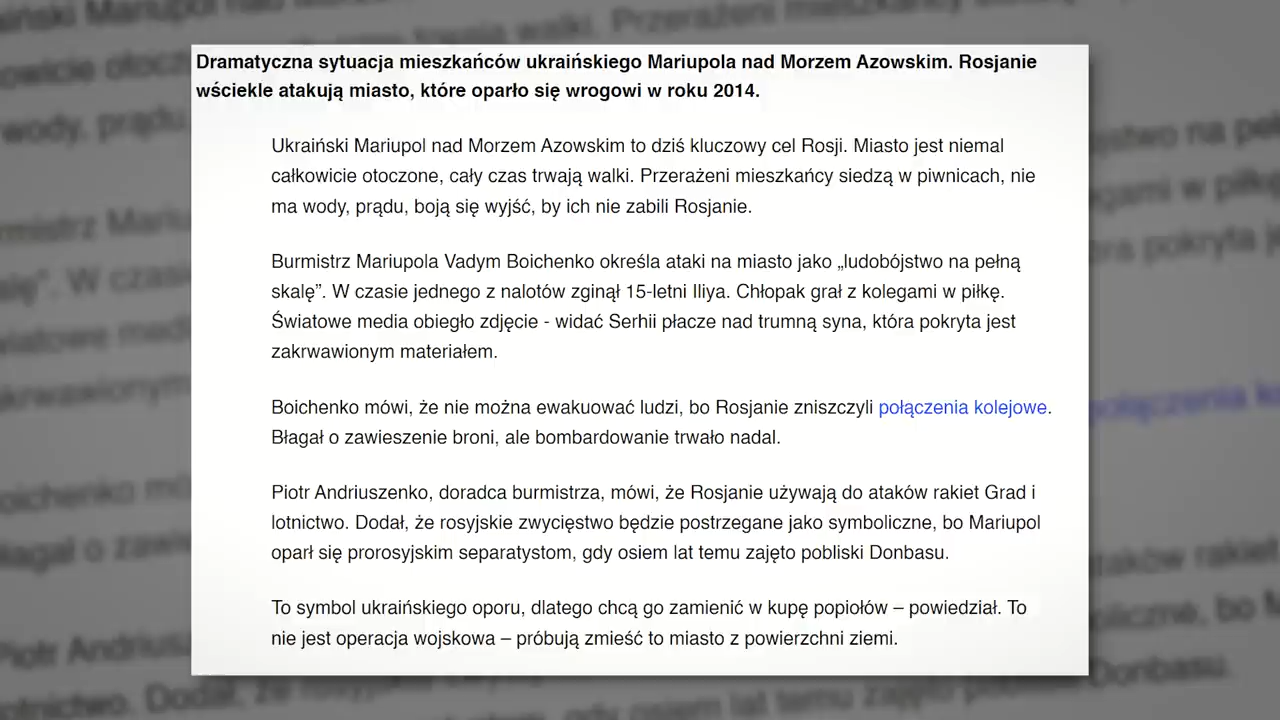 Dramatyczna sytuacja mieszkańców ukraińskiego Mariupola nad Morzem Azowskim. Rosjanie
wściekle atakują miasto, które oparło się wrogowi w roku 2014.
Ukraiński Mariupol nad Morzem Azowskim to dziś kluczowy cel Rosji. Miasto jest niemal
całkowicie otoczone, cały czas trwają walki. Przerażeni mieszkańcy siedzą w piwnicach, nie
ma wody, prądu, boją się wyjść, by ich nie zabili Rosjanie.
Burmistrz Mariupola Vadym Boichenko określa ataki na miasto jako „ludobójstwo na pełną
skalę”. W czasie jednego z nalotów zginął 15-letni Iliya. Chłopak grał z kolegami w piłkę.
Światowe media obiegło zdjęcie - widać Serhii płacze nad trumną syna, która pokryta jest
zakrwawionym materiałem.
Boichenko mówi, że nie można ewakuować ludzi, bo Rosjanie zniszczyli połączenia kolejowe.
Błagał o zawieszenie broni, ale bombardowanie trwało nadal.
Piotr Andriuszenko, doradca burmistrza, mówi, że Rosjanie używają do ataków rakiet Grad i
lotnictwo. Dodał, że rosyjskie zwycięstwo będzie postrzegane jako symboliczne, bo Mariupol
oparł się prorosyjskim separatystom, gdy osiem lat temu zajęto pobliski Donbasu.
To symbol ukraińskiego oporu, dlatego chcą go zamienić w kupę popiołów – powiedział. To
nie jest operacja wojskowa – próbują zmieść to miasto z powierzchni ziemi.